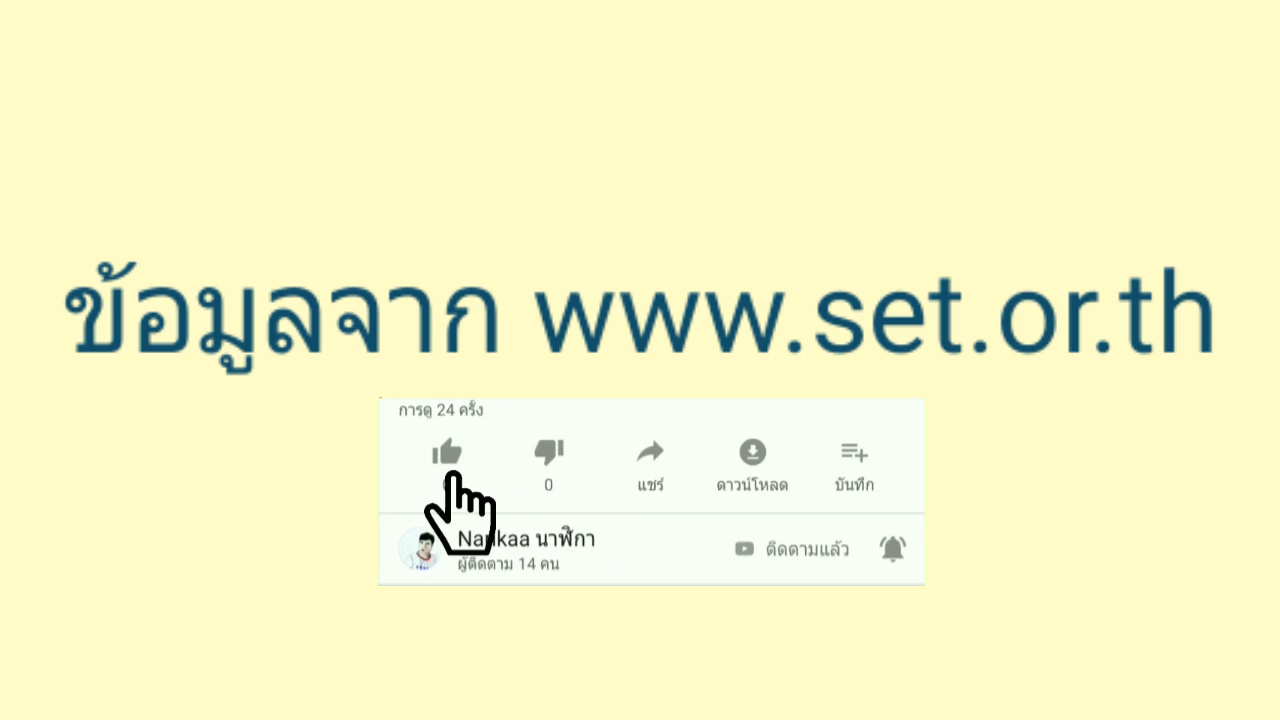 ข้อมูลจาก www.set.or.th
การดู 24 ครั้ง
0 แชร์ ดาวน์โหลด บันทึก
นาฬิกา
ติดตามแล้ว
ผู้ติดตาม 14 คน